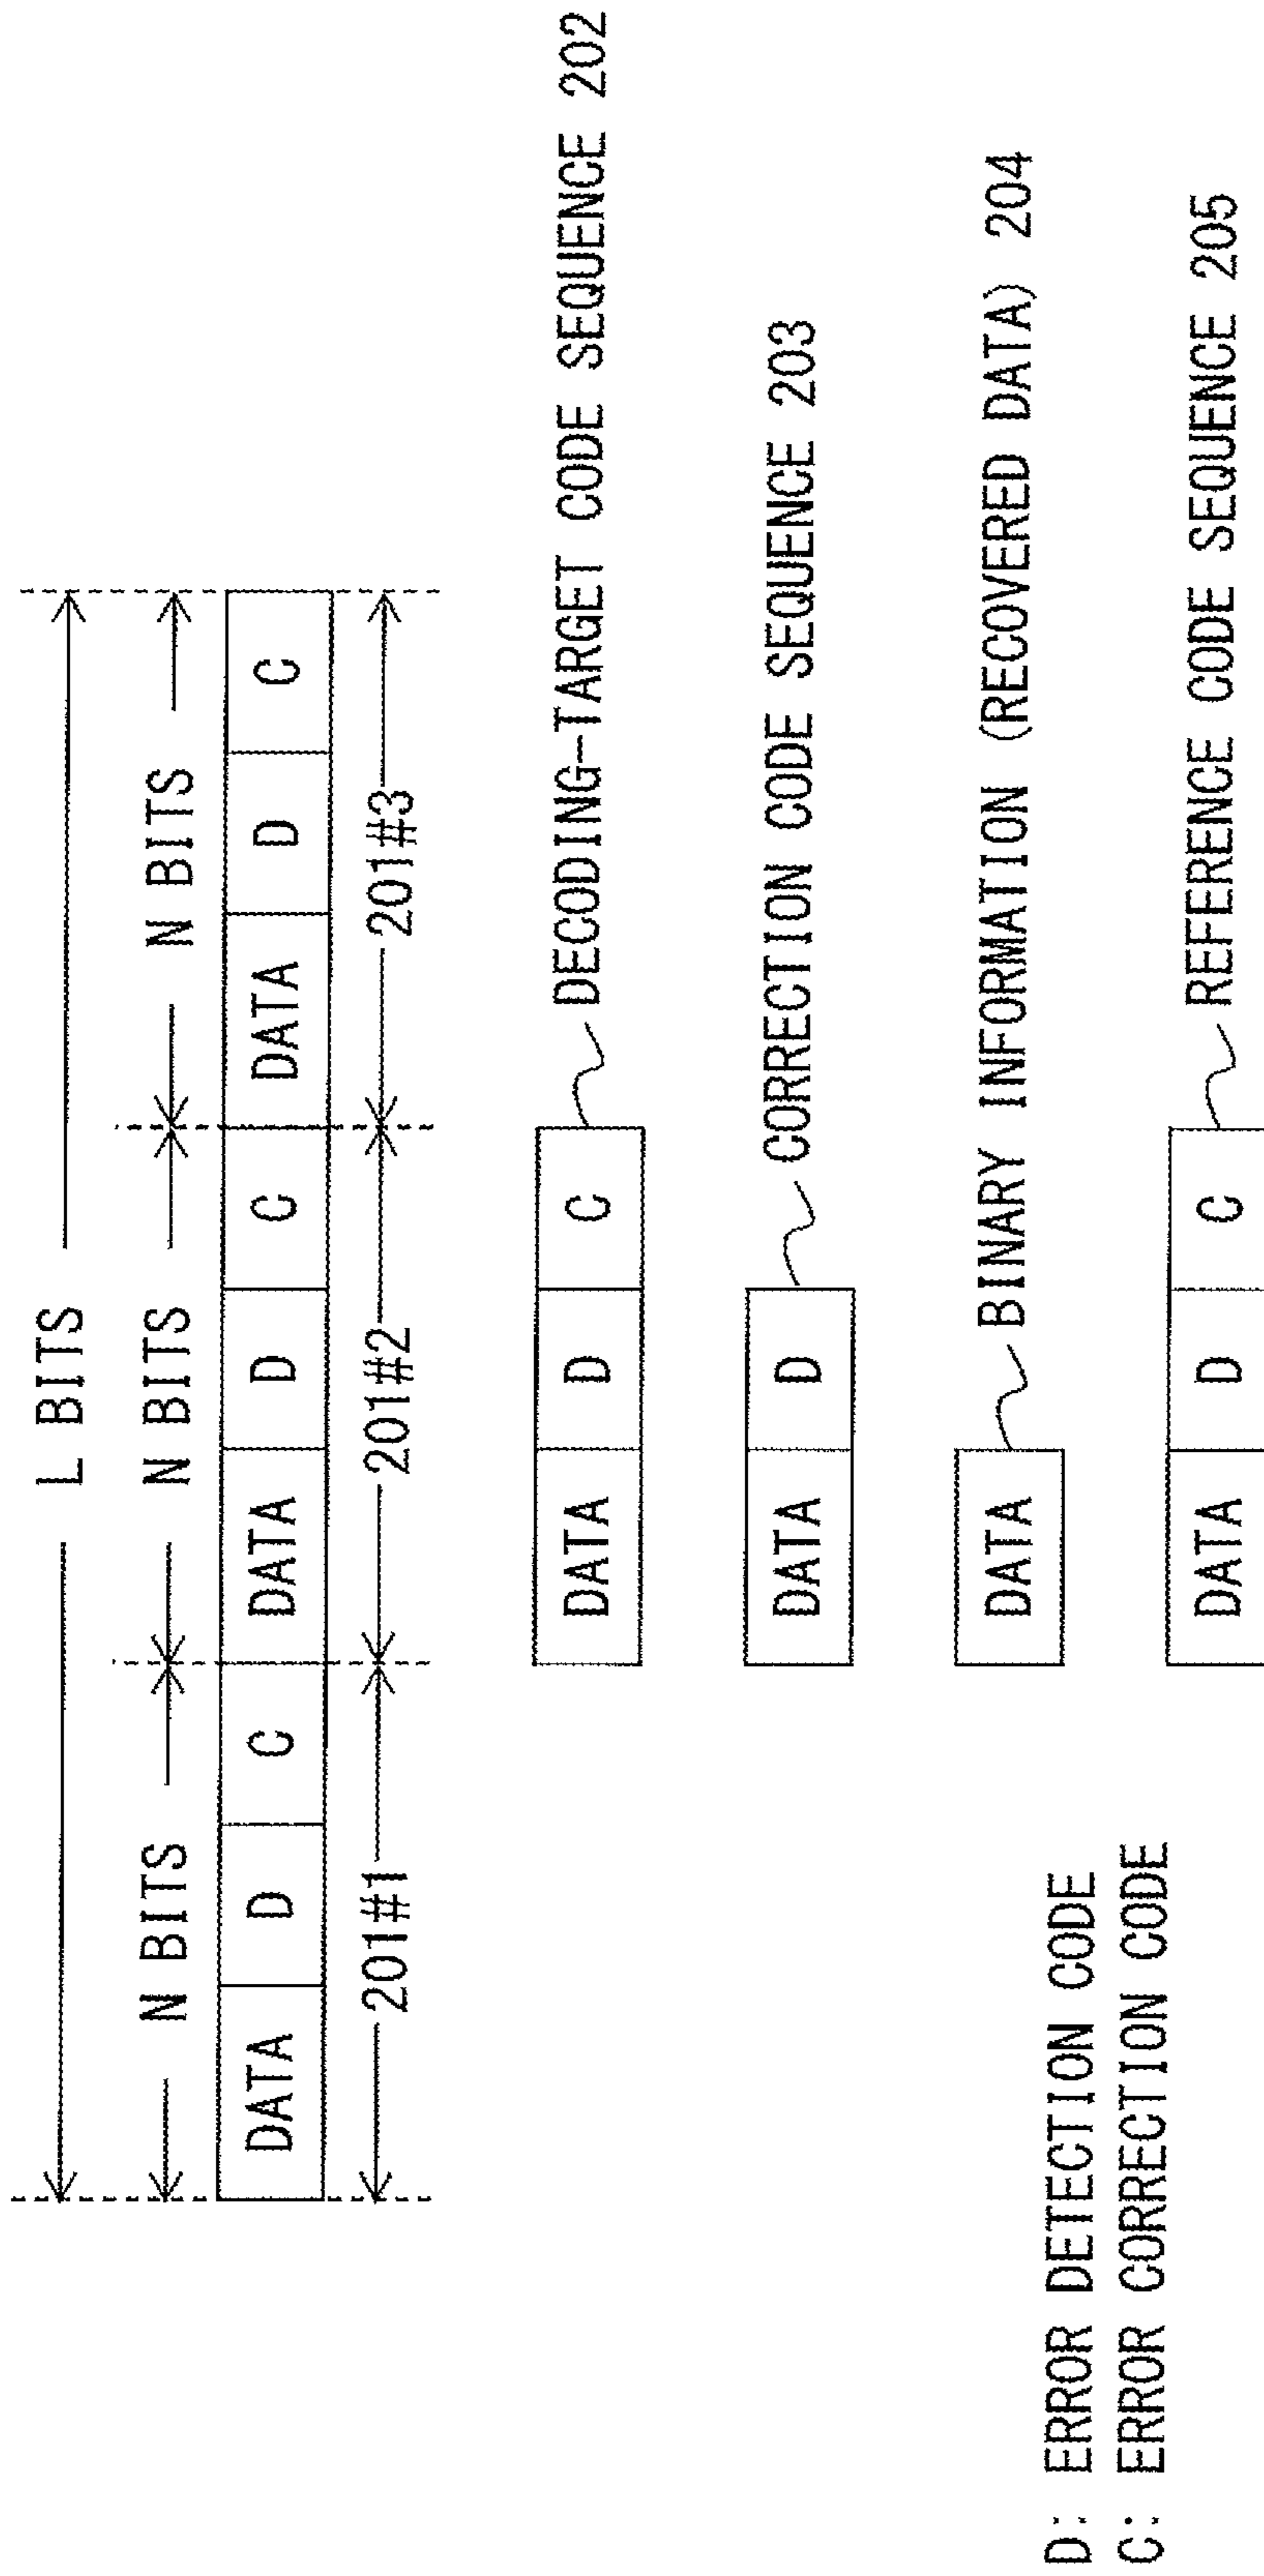 L BITS
N BITS N BITS N BITS
DATA D C DATA D C DATA D C
201#1 201#2 201#3
DATA D C DECODING-TARGET CODE SEQUENCE 202
DATA D CORRECTION CODE SEQUENCE 203
DATA BINARY INFORMATION (RECOVERED DATA) 204
DATA D C REFERENCE CODE SEQUENCE 205
D: ERROR DETECTION CODE
C: ERROR CORRECTION CODE